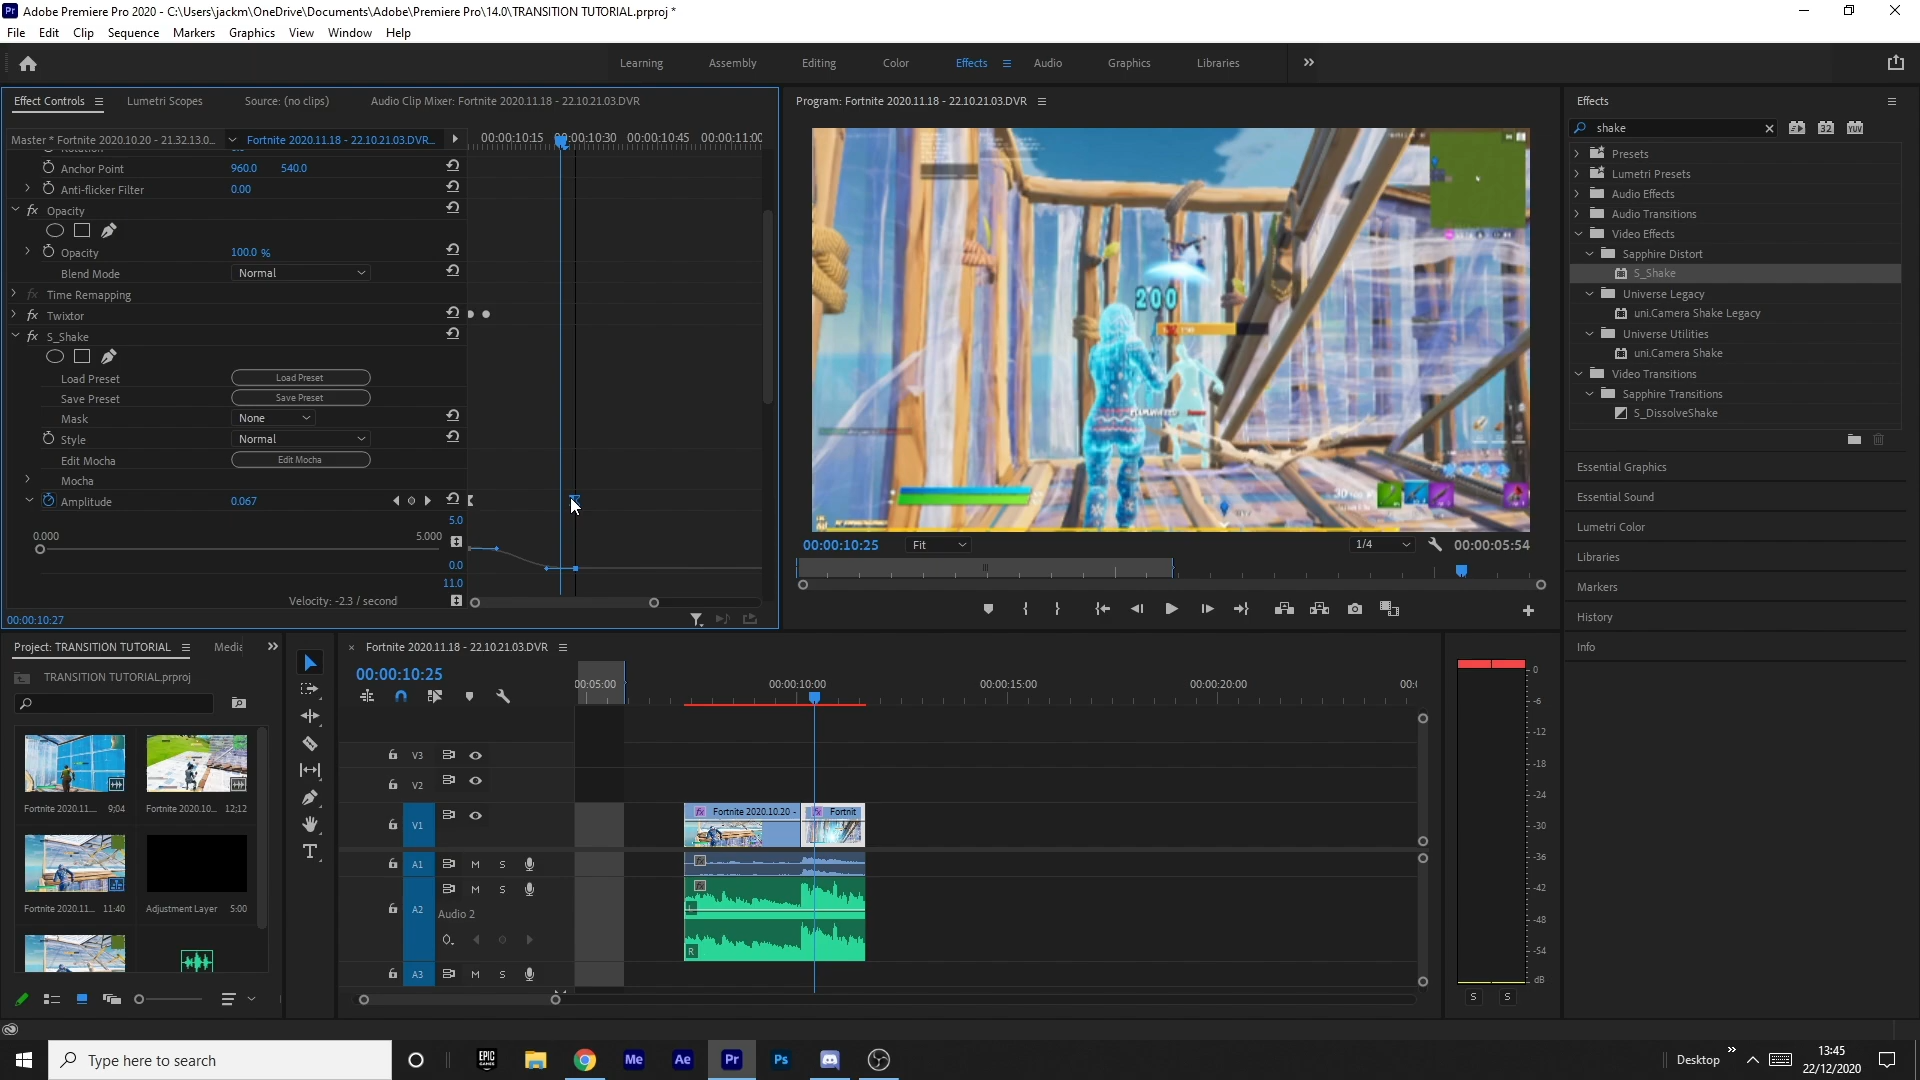 Adobe Premiere Pro 2020 - C:\Users\jackm\OneDrive\Documents\Adobe\Premiere Pro\14.0\TRANSITION TUTORIAL.prproj *
File Edit Clip Sequence Markers Graphics View Window Help
Learning Assembly Editing Color Effects Audio Graphics Libraries
Effect Controls Lumetri Scopes Source: (no clips) Audio Clip Mixer: Fortnite 2020.11.18 - 22.10.21.03.DVR
Master * Fortnite 2020.10.20 - 21.32.13.0... Fortnite 2020.11.18 - 22.10.21.03.DVR...
00:00:10:15 00:00:10:30 00:00:10:45 00:00:11:00
Anchor Point 960.0 540.0
Anti-flicker Filter 0.00
fx Opacity
Opacity 100.0 %
Blend Mode Normal
fx Time Remapping
fx Twixtor
fx S_Shake
Load Preset Load Preset
Save Preset Save Preset
Mask None
Style Normal
Edit Mocha Edit Mocha
Mocha
Amplitude 0.067
5.0
0.000 5.000
0.0
11.0
Velocity: -2.3 / second
00:00:10:27
Program: Fortnite 2020.11.18 - 22.10.21.03.DVR
200
00:00:10:25 Fit 1/4 00:00:05:54
Effects
shake
Presets
Lumetri Presets
Audio Effects
Audio Transitions
Video Effects
Sapphire Distort
S_Shake
Universe Legacy
uni.Camera Shake Legacy
Universe Utilities
uni.Camera Shake
Video Transitions
Sapphire Transitions
S_DissolveShake
Essential Graphics
Essential Sound
Lumetri Color
Libraries
Markers
History
Info
Project: TRANSITION TUTORIAL Media
TRANSITION TUTORIAL.prproj
Fortnite 2020.11.... 9;04 Fortnite 2020.10... 12;12
Fortnite 2020.11... 11:40 Adjustment Layer 5:00
Fortnite 2020.11.18 - 22.10.21.03.DVR
00:00:10:25
00:05:00 00:00:10:00 00:00:15:00 00:00:20:00
V3
V2
V1
fx Fortnite 2020.10.20 - fx Fortnit
A1 M S
A2 M S
Audio 2
L
R
A3 M S
0
-6
-12
-18
-24
-30
-36
-42
-48
-54
dB
S S
Type here to search
EPIC GAMES Me Ae Pr Ps
Desktop
13:45
22/12/2020